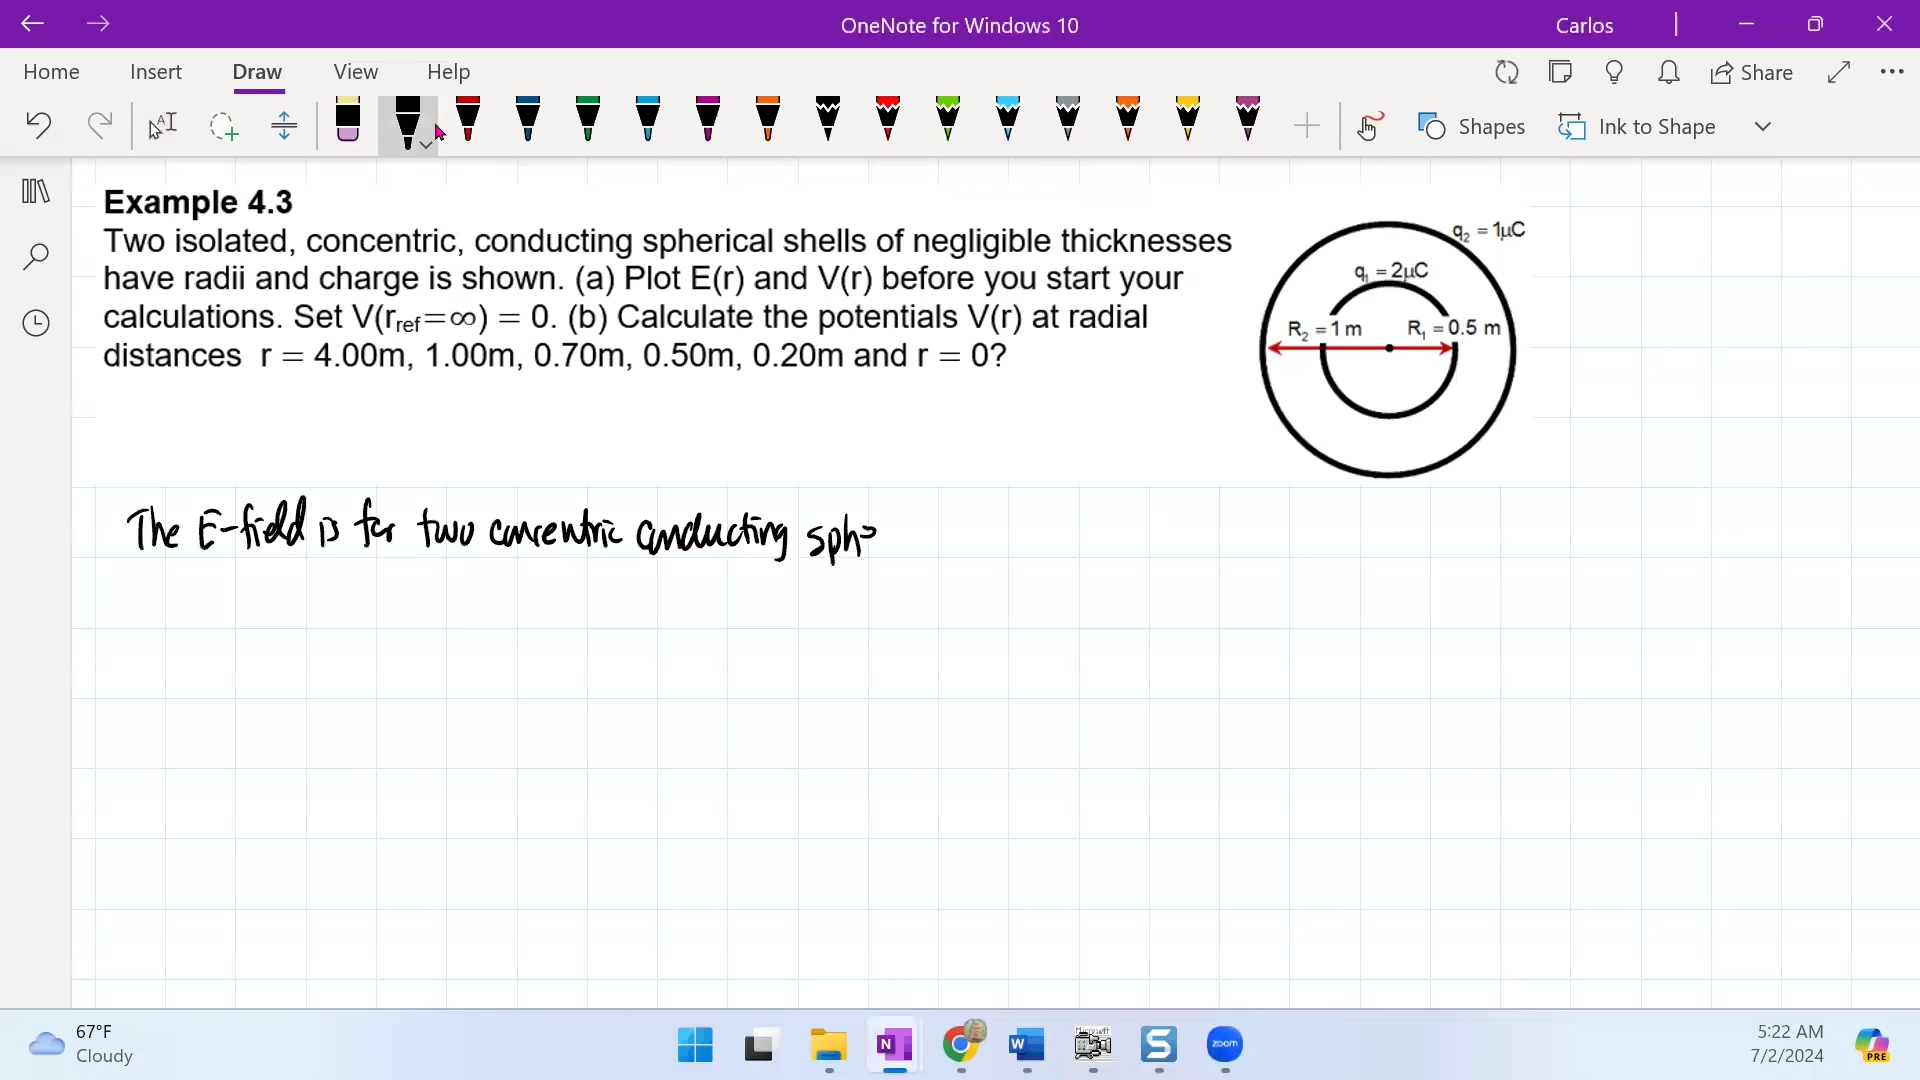 OneNote for Windows 10
Carlos
Home Insert Draw View Help
Share
Shapes
Ink to Shape
Example 4.3
Two isolated, concentric, conducting spherical shells of negligible thicknesses
have radii and charge is shown. (a) Plot E(r) and V(r) before you start your
calculations. Set V(r_ref=∞) = 0. (b) Calculate the potentials V(r) at radial
distances r = 4.00m, 1.00m, 0.70m, 0.50m, 0.20m and r = 0?
q₂ = 1μC
q₁ = 2μC
R₂ = 1 m R₁ = 0.5 m
The E-field is for two concentric conducting sph
67°F
Cloudy
N
W
Microsoft
S
zoom
5:22 AM
7/2/2024
PRE